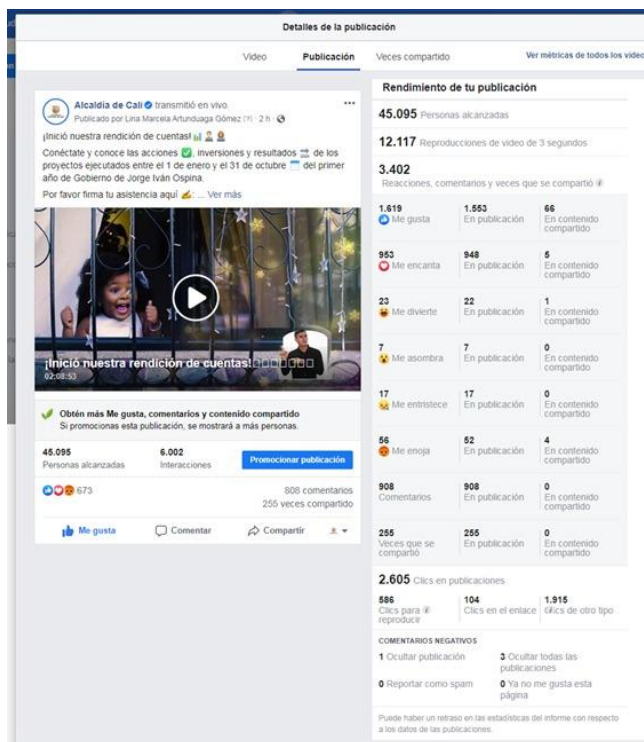 Detalles de la publicación
Video
Publicación
Veces compartido
Ver métricas de todos los video
Alcaldía de Cali transmitió en vivo.
Publicado por Lina Marcela Artunduaga Gómez [?] · 2 h ·
¡Inició nuestra rendición de cuentas!
Conéctate y conoce las acciones ✅, inversiones y resultados de los
proyectos ejecutados entre el 1 de enero y el 31 de octubre del primer
año de Gobierno de Jorge Iván Ospina.
Por favor firma tu asistencia aquí ✍: ... Ver más
¡Inició nuestra rendición de cuentas!
02:08:53
Obtén más Me gusta, comentarios y contenido compartido
Si promocionas esta publicación, se mostrará a más personas.
45.095
Personas alcanzadas
6.002
Interacciones
Promocionar publicación
673
808 comentarios
255 veces compartido
Me gusta
Comentar
Compartir
Rendimiento de tu publicación
45.095 Personas alcanzadas
12.117 Reproducciones de video de 3 segundos
3.402
Reacciones, comentarios y veces que se compartió
1.619
Me gusta
1.553
En publicación
66
En contenido
compartido
953
Me encanta
948
En publicación
5
En contenido
compartido
23
Me divierte
22
En publicación
1
En contenido
compartido
7
Me asombra
7
En publicación
0
En contenido
compartido
17
Me entristece
17
En publicación
0
En contenido
compartido
56
Me enoja
52
En publicación
4
En contenido
compartido
908
Comentarios
908
En publicación
0
En contenido
compartido
255
Veces que se
compartió
255
En publicación
0
En contenido
compartido
2.605 Clics en publicaciones
586
Clics para
reproducir
104
Clics en el enlace
1.915
Clics de otro tipo
COMENTARIOS NEGATIVOS
1 Ocultar publicación
3 Ocultar todas las
publicaciones
0 Reportar como spam
0 Ya no me gusta esta
página
Puede haber un retraso en las estadísticas del informe con respecto
a los datos de las publicaciones.